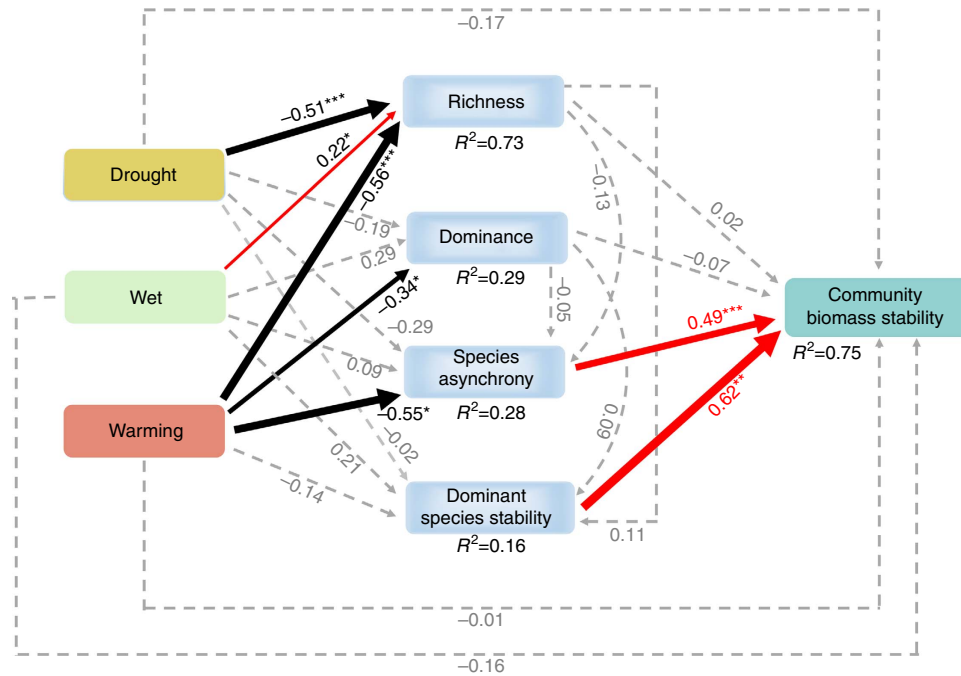 −0.17
Richness
R²=0.73
−0.51***
0.22*
−0.56***
Drought
−0.13
0.02
Dominance
R²=0.29
−0.19
0.29
−0.34*
−0.07
−0.05
Wet
Community
biomass stability
R²=0.75
−0.29
0.09
Species
asynchrony
R²=0.28
0.49***
−0.55*
0.62**
Warming
−0.02
0.21
−0.14
0.09
Dominant
species stability
R²=0.16
0.11
−0.01
−0.16